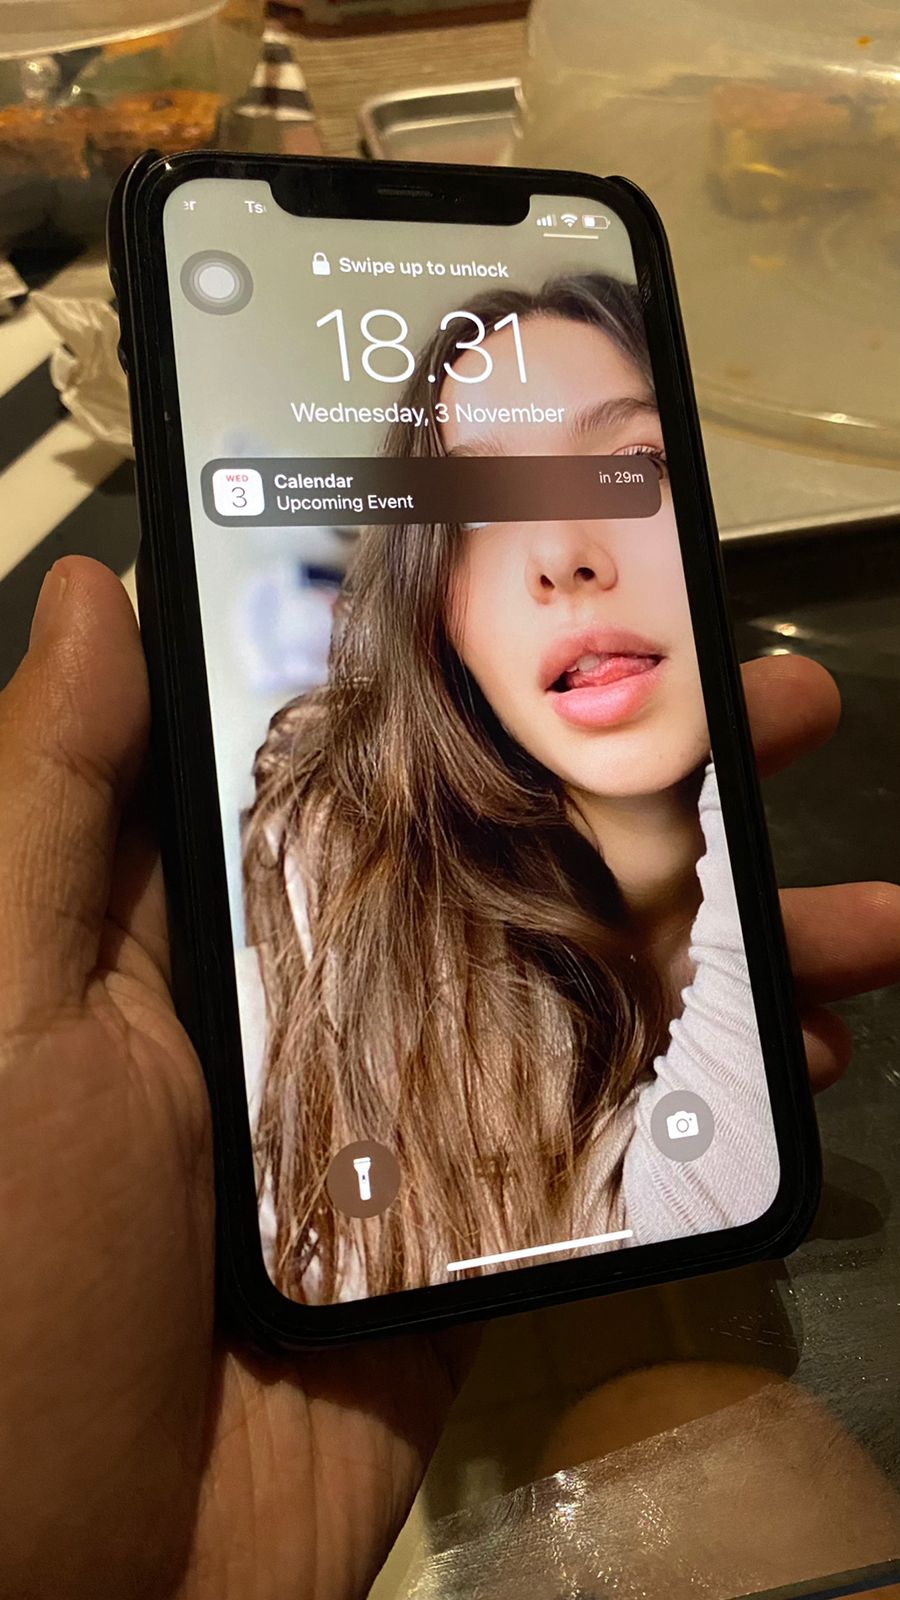 Swipe up to unlock
18.31
Wednesday, 3 November
WED
3
Calendar
in 29m
Upcoming Event